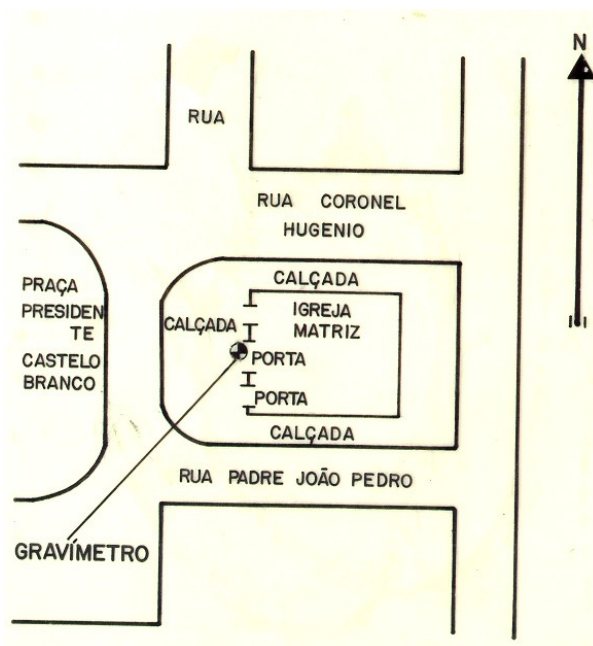 N
RUA
RUA CORONEL
HUGENIO
PRAÇA
PRESIDEN
TE
CASTELO
BRANCO
CALÇADA
IGREJA
MATRIZ
CALÇADA
PORTA
PORTA
CALÇADA
RUA PADRE JOÃO PEDRO
GRAVÍMETRO